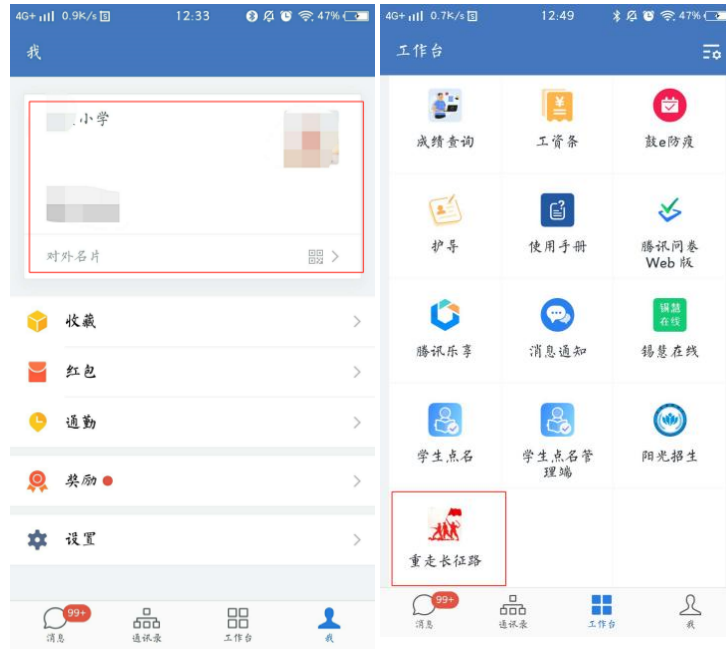 4G+ 0.9K/s 12:33 47%
我
小学
对外名片
收藏
红包
通勤
奖励
设置
99+
消息 通讯录 工作台 我
4G+ 0.7K/s 12:49 47%
工作台
成绩查询 工资条 鼓e防疫
护导 使用手册 腾讯问卷
Web 版
腾讯乐享 消息通知 锡慧在线
锡慧
在线
学生点名 学生点名管 阳光招生
理端
重走长征路
99+
消息 通讯录 工作台 我